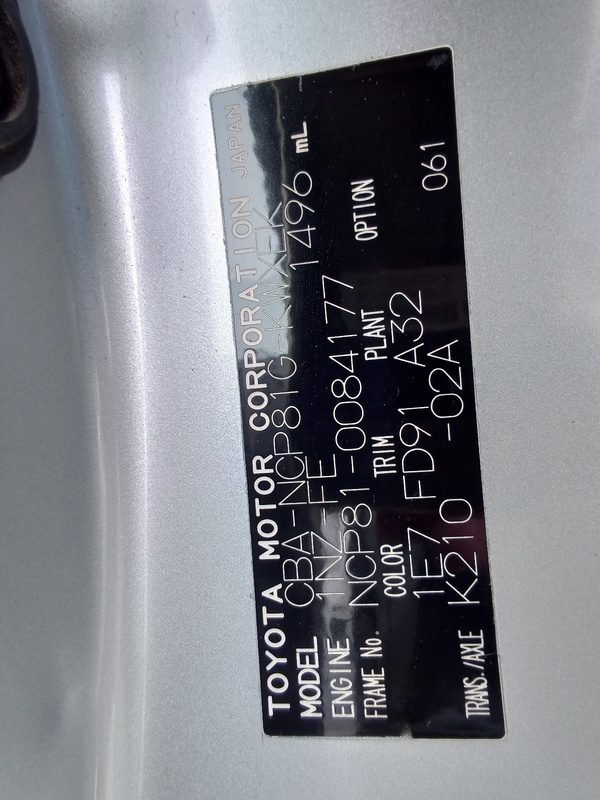 TOYOTA MOTOR CORPORATION JAPAN
MODEL CBA-NCP81G-KWXEK
ENGINE 1NZ-FE 1496 mL
FRAME No. NCP81-0084177
COLOR TRIM PLANT OPTION
1E7 FD91 A32 061
TRANS./AXLE K210 -02A